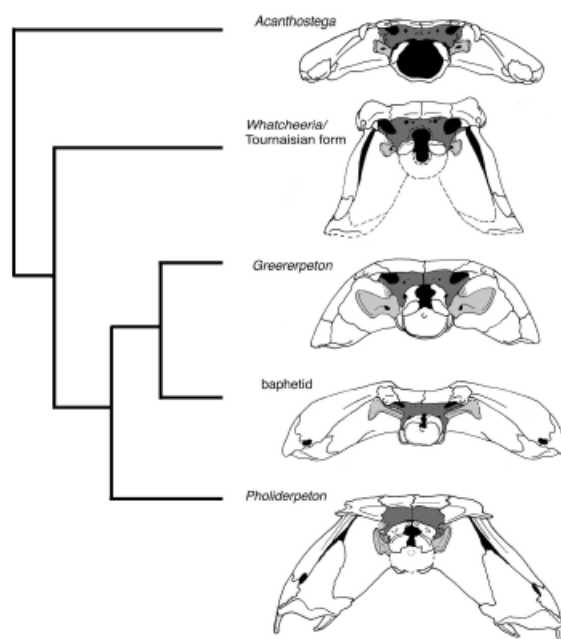 Acanthostega
Whatcheeria/
Tournaisian form
Greererpeton
baphetid
Pholiderpeton